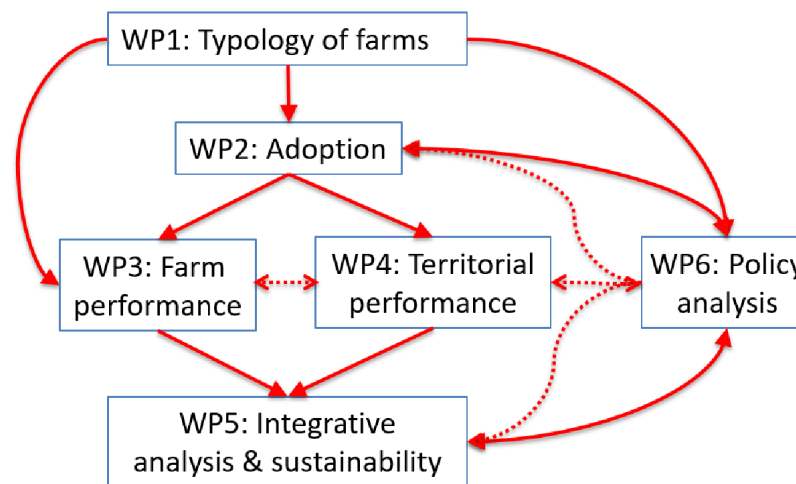 WP1: Typology of farms
WP2: Adoption
WP3: Farm
performance
WP4: Territorial
performance
WP6: Policy
analysis
WP5: Integrative
analysis & sustainability